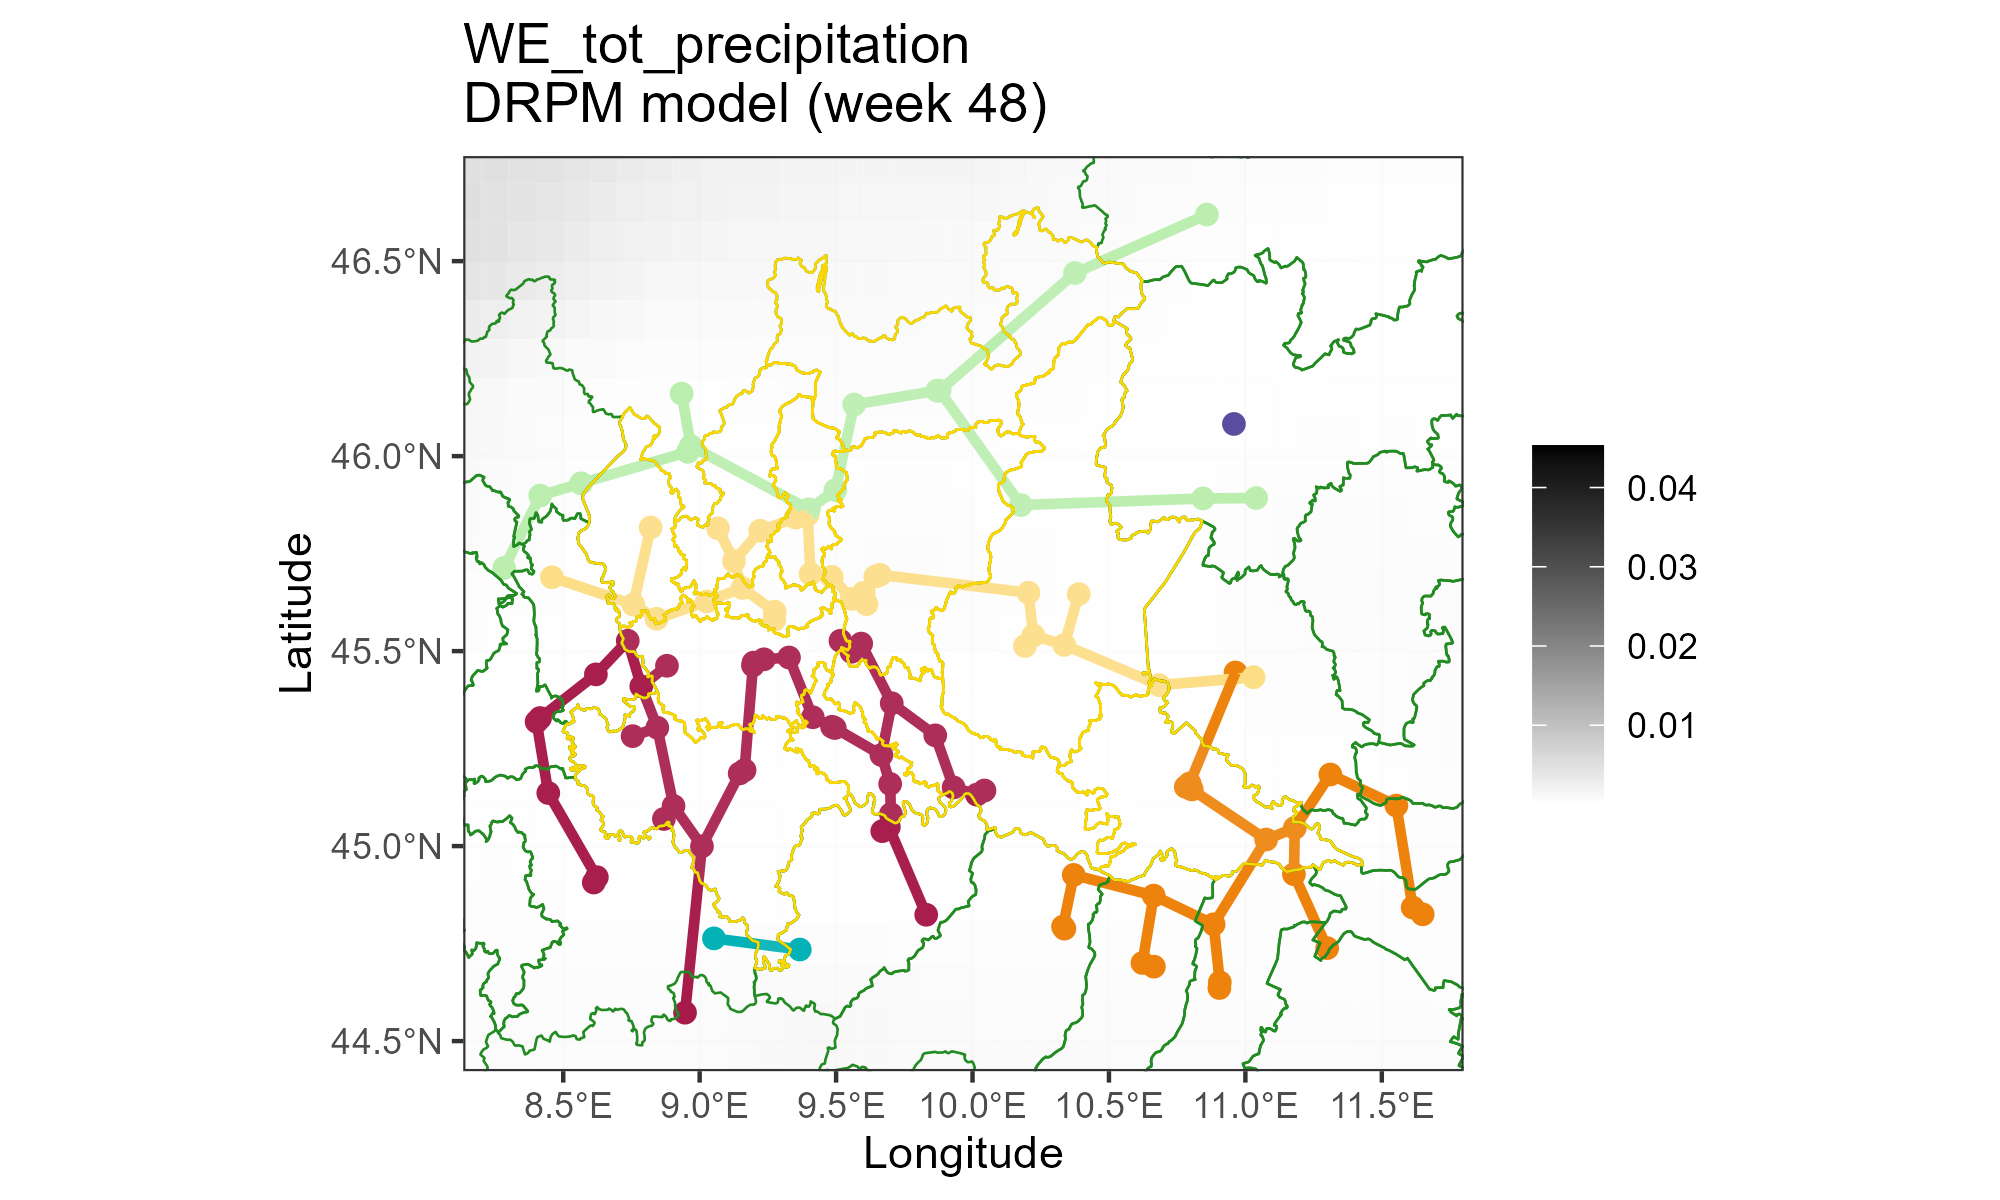 WE_tot_precipitation
DRPM model (week 48)
Latitude
46.5°N
46.0°N
45.5°N
45.0°N
44.5°N
8.5°E
9.0°E
9.5°E
10.0°E
10.5°E
11.0°E
11.5°E
Longitude
0.04
0.03
0.02
0.01